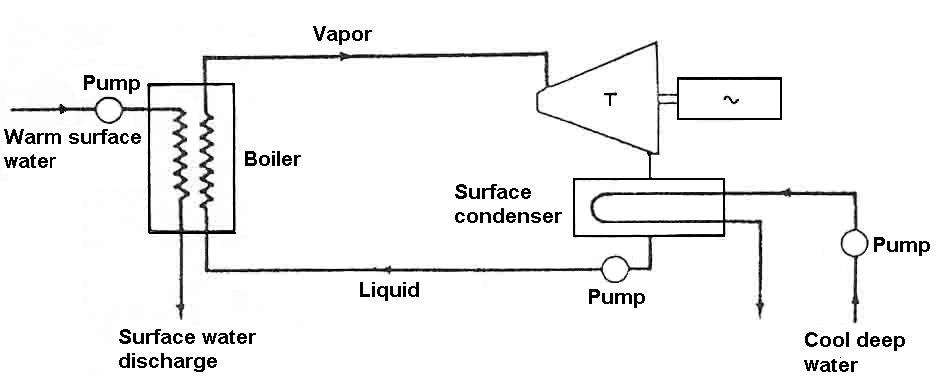 Vapor
Pump
Warm surface
water
Boiler
T
~
Surface
condenser
Pump
Liquid
Pump
Surface water
discharge
Cool deep
water